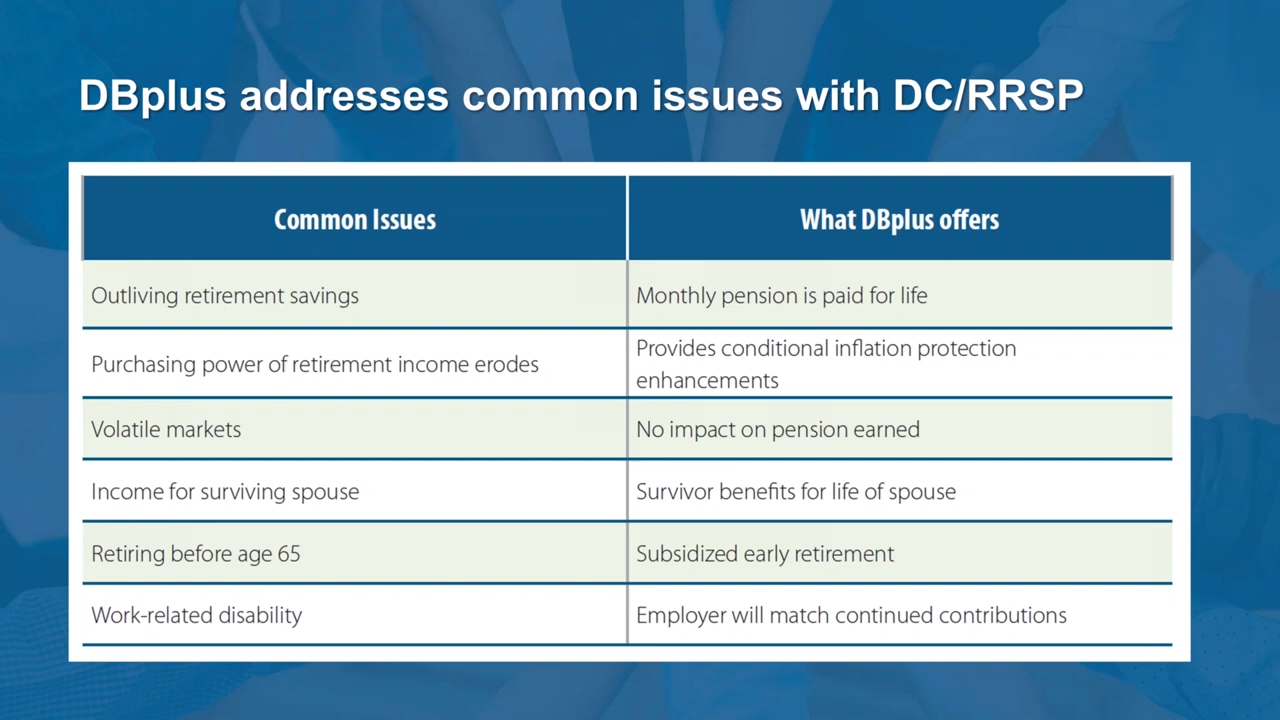 DBplus addresses common issues with DC/RRSP
Common Issues
What DBplus offers
Outliving retirement savings
Monthly pension is paid for life
Purchasing power of retirement income erodes
Provides conditional inflation protection
enhancements
Volatile markets
No impact on pension earned
Income for surviving spouse
Survivor benefits for life of spouse
Retiring before age 65
Subsidized early retirement
Work-related disability
Employer will match continued contributions